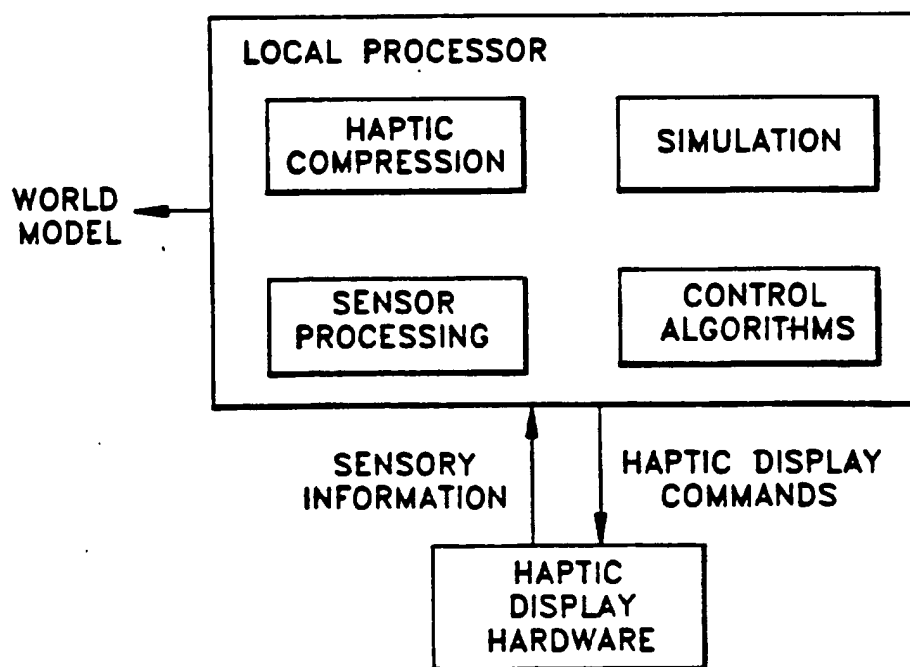 LOCAL PROCESSOR
HAPTIC
COMPRESSION
SIMULATION
WORLD
MODEL
SENSOR
PROCESSING
CONTROL
ALGORITHMS
SENSORY
INFORMATION
HAPTIC DISPLAY
COMMANDS
HAPTIC
DISPLAY
HARDWARE